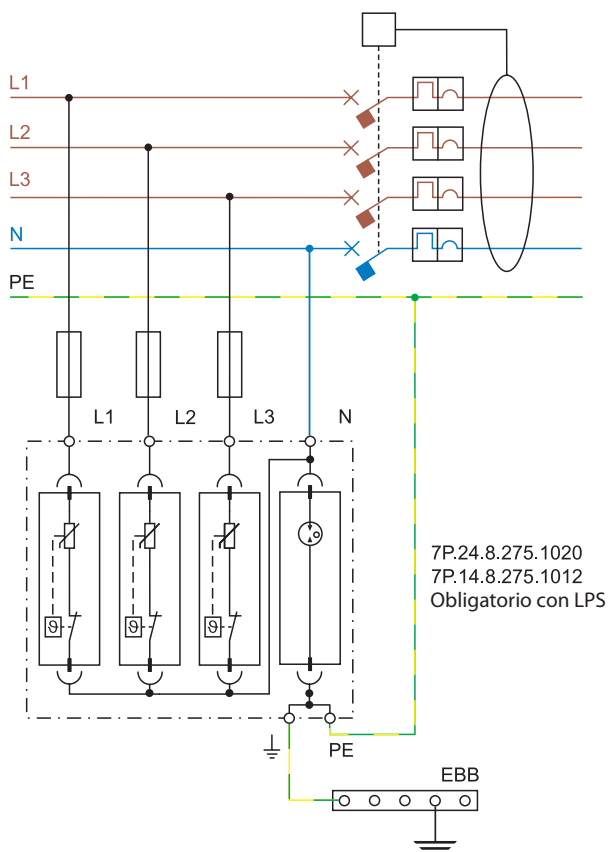 L1
L2
L3
N
PE
L1
L2
L3
N
ϑ
ϑ
ϑ
7P.24.8.275.1020
7P.14.8.275.1012
Obligatorio con LPS
PE
EBB